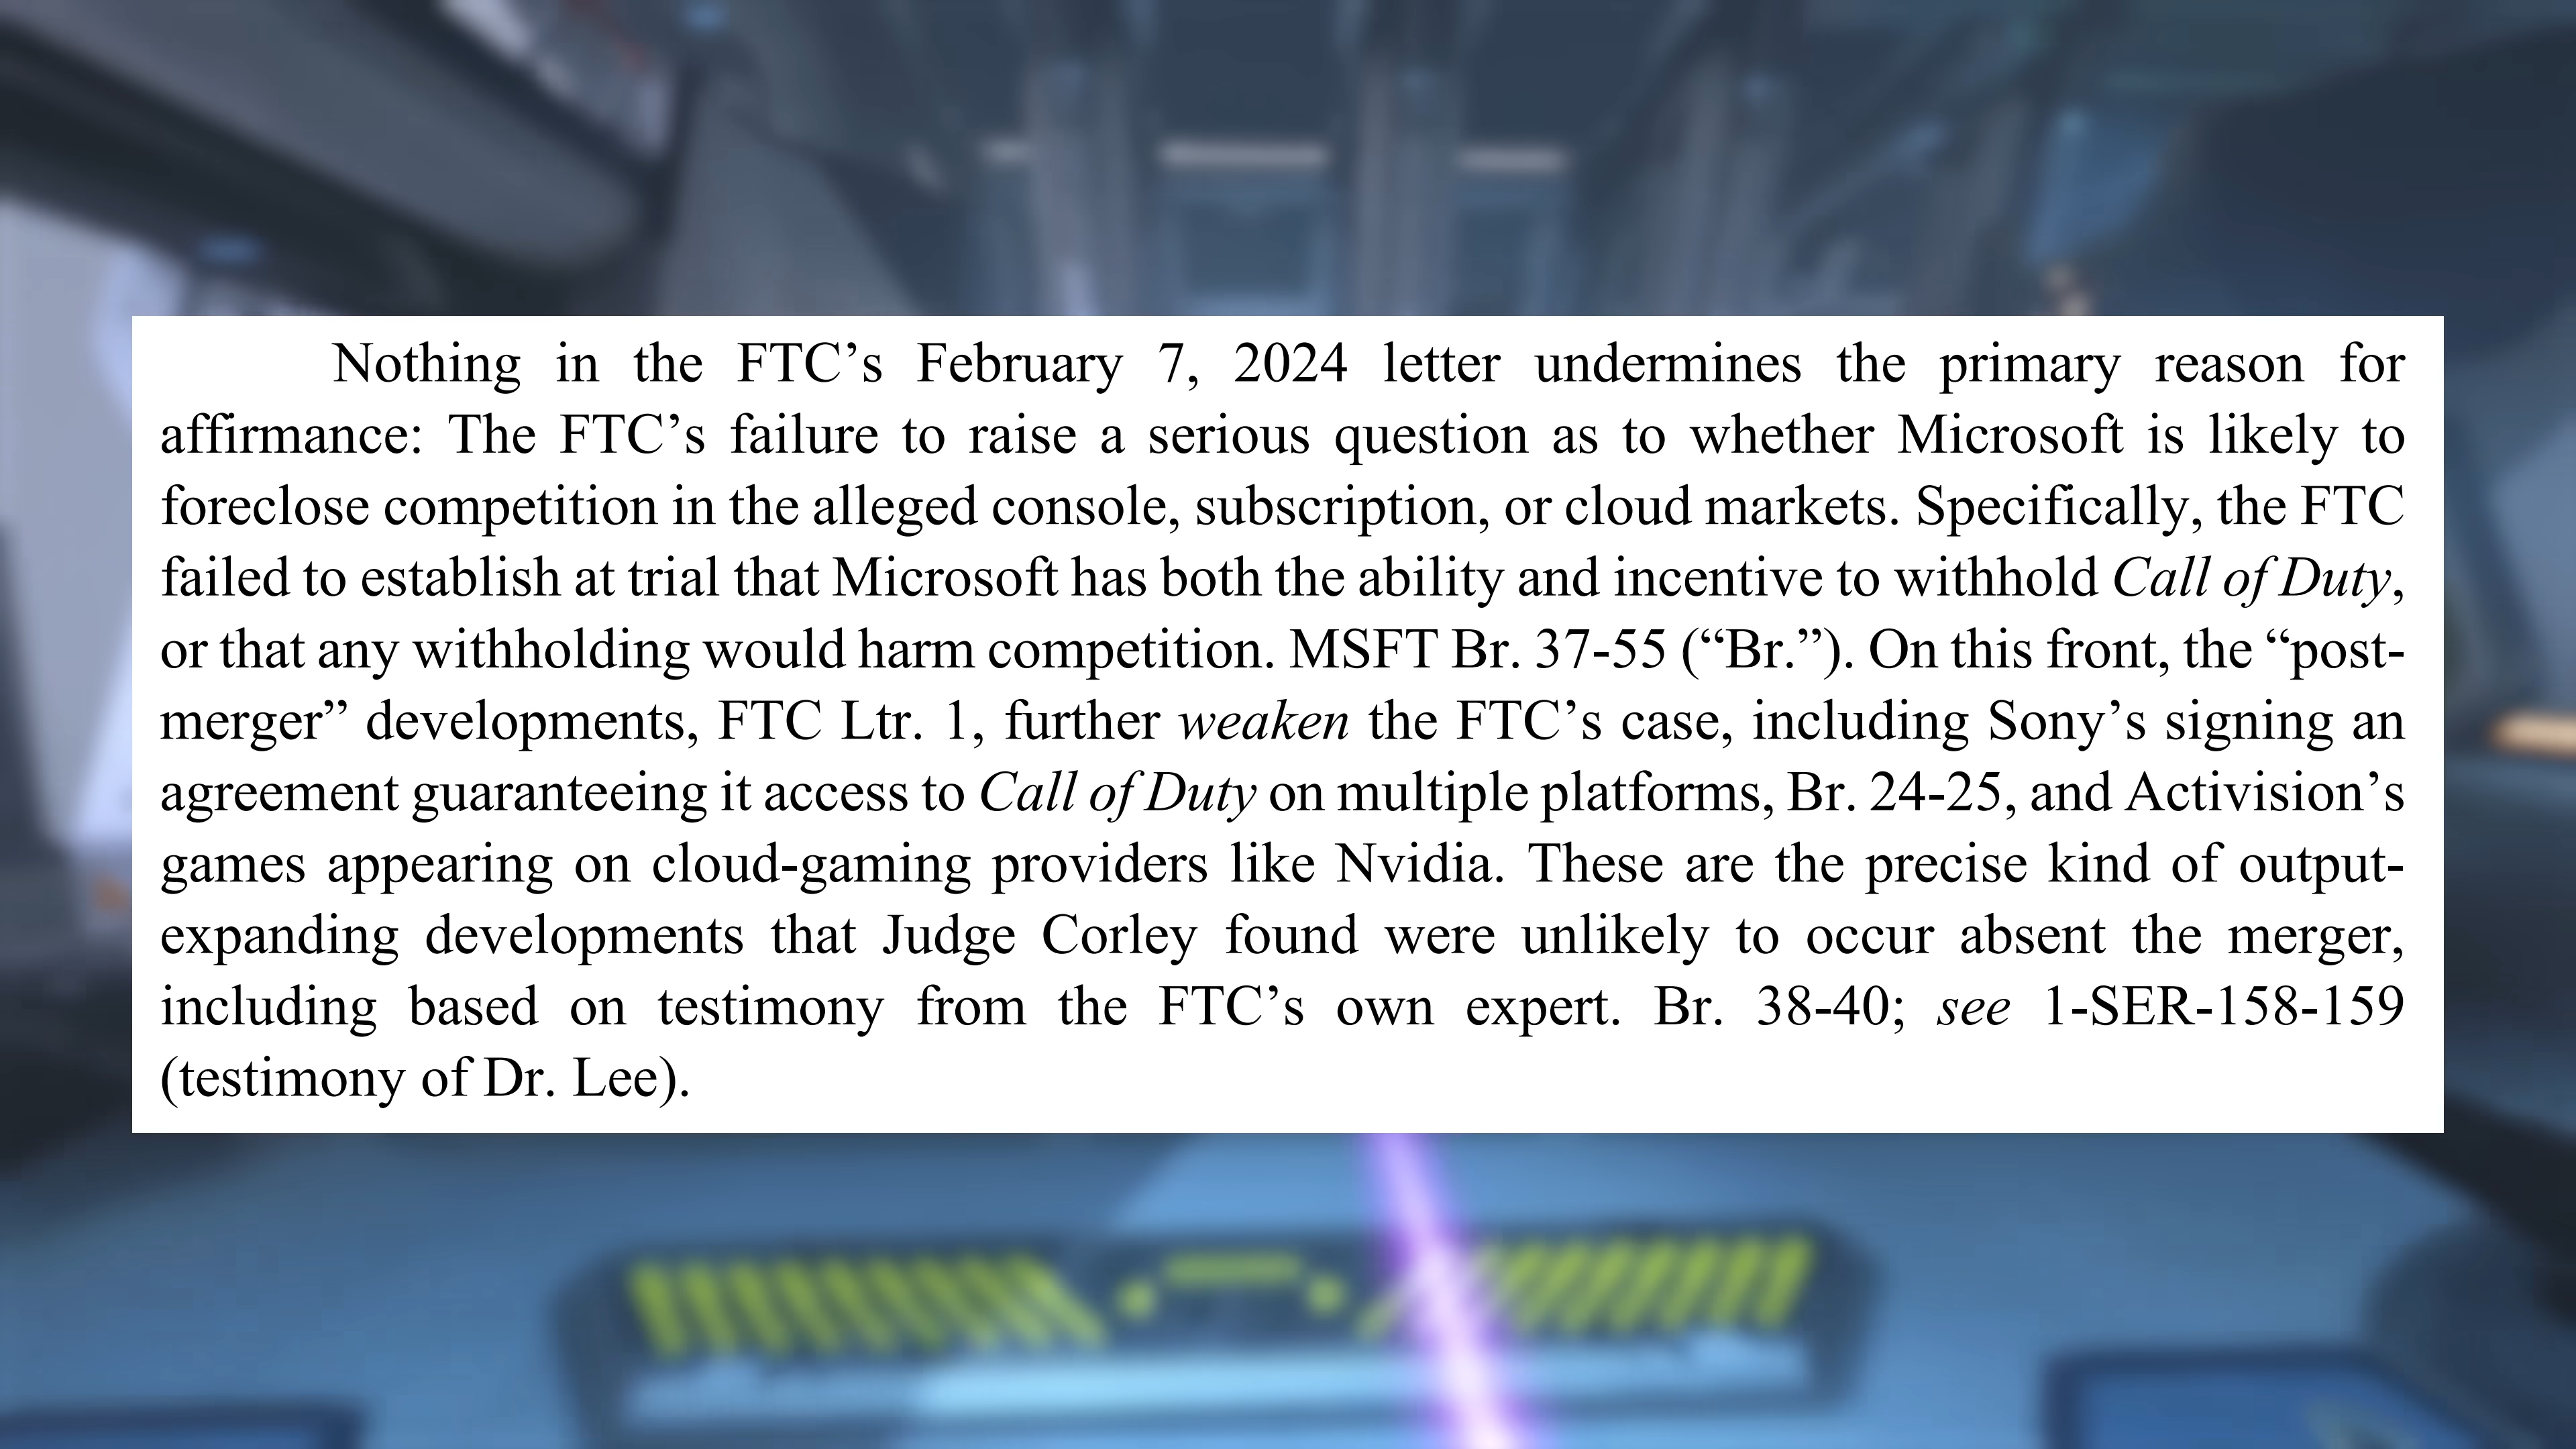 Nothing in the FTC’s February 7, 2024 letter undermines the primary reason for
affirmance: The FTC’s failure to raise a serious question as to whether Microsoft is likely to
foreclose competition in the alleged console, subscription, or cloud markets. Specifically, the FTC
failed to establish at trial that Microsoft has both the ability and incentive to withhold Call of Duty,
or that any withholding would harm competition. MSFT Br. 37-55 (“Br.”). On this front, the “post-
merger” developments, FTC Ltr. 1, further weaken the FTC’s case, including Sony’s signing an
agreement guaranteeing it access to Call of Duty on multiple platforms, Br. 24-25, and Activision’s
games appearing on cloud-gaming providers like Nvidia. These are the precise kind of output-
expanding developments that Judge Corley found were unlikely to occur absent the merger,
including based on testimony from the FTC’s own expert. Br. 38-40; see 1-SER-158-159
(testimony of Dr. Lee).